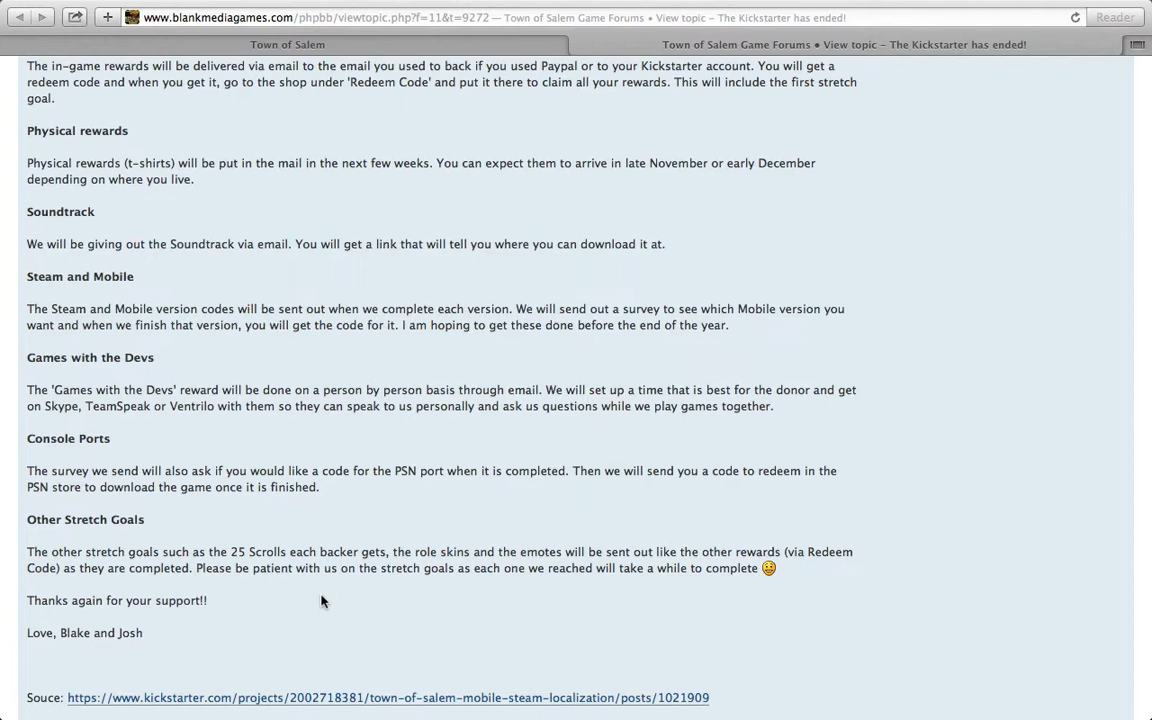 www.blankmediagames.com/phpbb/viewtopic.php?f=11&t=9272 — Town of Salem Game Forums • View topic – The Kickstarter has ended!
Reader
Town of Salem
Town of Salem Game Forums • View topic – The Kickstarter has ended!
The in-game rewards will be delivered via email to the email you used to back if you used Paypal or to your Kickstarter account. You will get a
redeem code and when you get it, go to the shop under 'Redeem Code' and put it there to claim all your rewards. This will include the first stretch
goal.
Physical rewards
Physical rewards (t-shirts) will be put in the mail in the next few weeks. You can expect them to arrive in late November or early December
depending on where you live.
Soundtrack
We will be giving out the Soundtrack via email. You will get a link that will tell you where you can download it at.
Steam and Mobile
The Steam and Mobile version codes will be sent out when we complete each version. We will send out a survey to see which Mobile version you
want and when we finish that version, you will get the code for it. I am hoping to get these done before the end of the year.
Games with the Devs
The 'Games with the Devs' reward will be done on a person by person basis through email. We will set up a time that is best for the donor and get
on Skype, TeamSpeak or Ventrilo with them so they can speak to us personally and ask us questions while we play games together.
Console Ports
The survey we send will also ask if you would like a code for the PSN port when it is completed. Then we will send you a code to redeem in the
PSN store to download the game once it is finished.
Other Stretch Goals
The other stretch goals such as the 25 Scrolls each backer gets, the role skins and the emotes will be sent out like the other rewards (via Redeem
Code) as they are completed. Please be patient with us on the stretch goals as each one we reached will take a while to complete
Thanks again for your support!!
Love, Blake and Josh
Souce: https://www.kickstarter.com/projects/2002718381/town-of-salem-mobile-steam-localization/posts/1021909